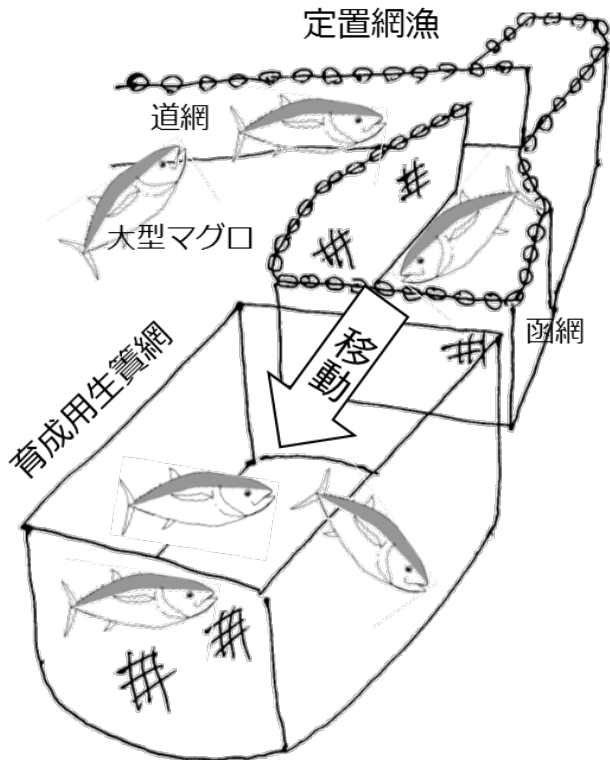 定置網漁
道網
大型マグロ
函網
移動
育成用生簀網